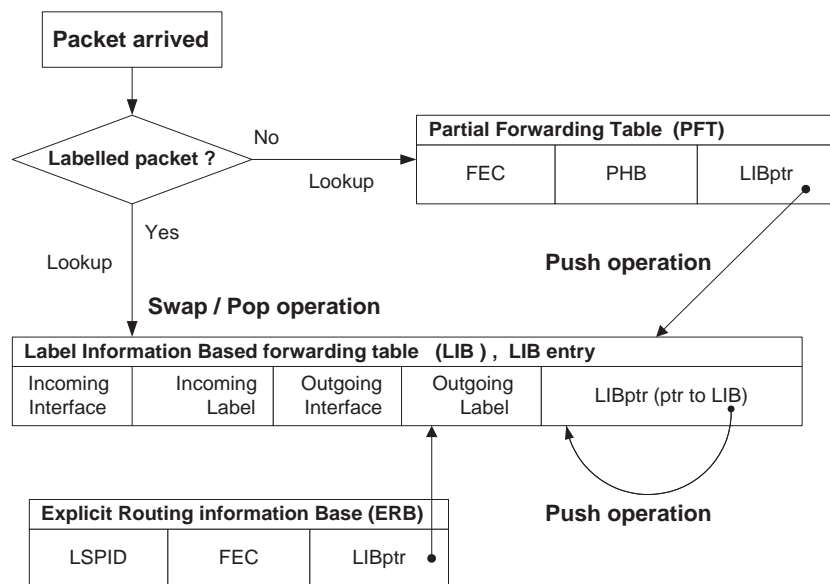 Packet arrived
Labelled packet ?
No
Lookup
Partial Forwarding Table (PFT)
FEC
PHB
LIBptr
Yes
Lookup
Push operation
Swap / Pop operation
Label Information Based forwarding table (LIB ) , LIB entry
Incoming
Interface
Incoming
Label
Outgoing
Interface
Outgoing
Label
LIBptr (ptr to LIB)
Push operation
Explicit Routing information Base (ERB)
LSPID
FEC
LIBptr